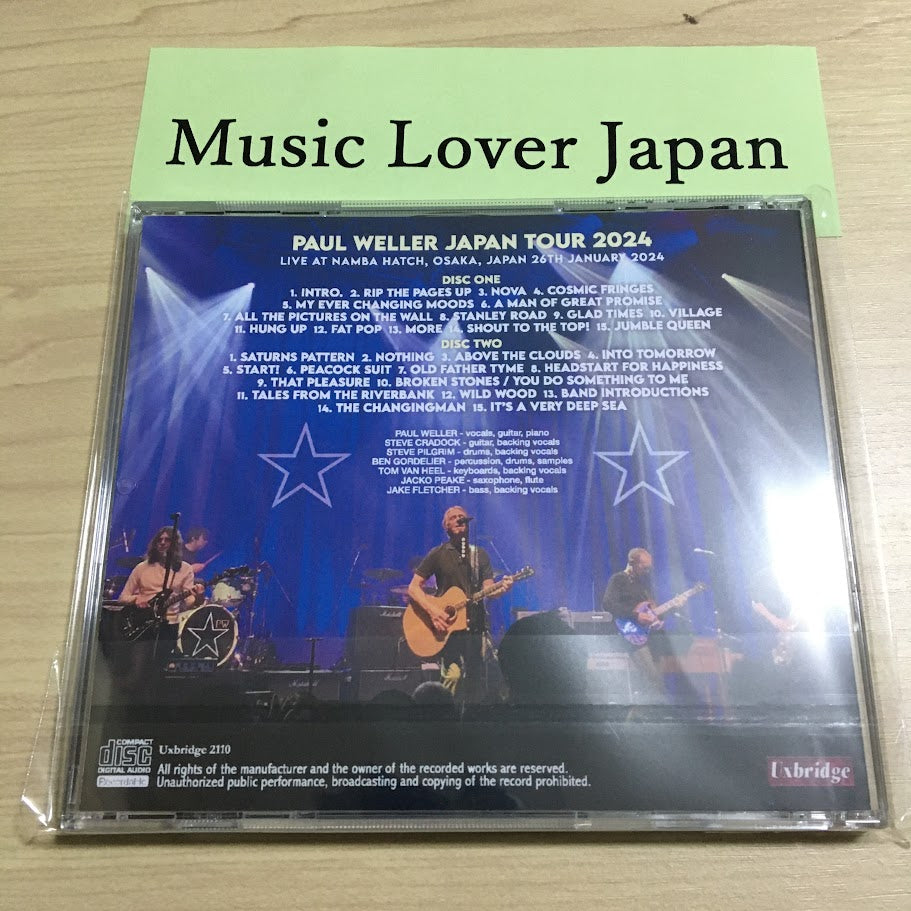 Music Lover Japan
PAUL WELLER JAPAN TOUR 2024
LIVE AT NAMBA HATCH, OSAKA, JAPAN 26TH JANUARY 2024
DISC ONE
1. INTRO. 2. RIP THE PAGES UP 3. NOVA 4. COSMIC FRINGES
5. MY EVER CHANGING MOODS 6. A MAN OF GREAT PROMISE
7. ALL THE PICTURES ON THE WALL 8. STANLEY ROAD 9. GLAD TIMES 10. VILLAGE
11. HUNG UP 12. FAT POP 13. MORE 14. SHOUT TO THE TOP! 15. JUMBLE QUEEN
DISC TWO
1. SATURNS PATTERN 2. NOTHING 3. ABOVE THE CLOUDS 4. INTO TOMORROW
5. START! 6. PEACOCK SUIT 7. OLD FATHER TYME 8. HEADSTART FOR HAPPINESS
9. THAT PLEASURE 10. BROKEN STONES / YOU DO SOMETHING TO ME
11. TALES FROM THE RIVERBANK 12. WILD WOOD 13. BAND INTRODUCTIONS
14. THE CHANGINGMAN 15. IT'S A VERY DEEP SEA
PAUL WELLER - vocals, guitar, piano
STEVE CRADOCK - guitar, backing vocals
STEVE PILGRIM - drums, backing vocals
BEN GORDELIER - percussion, drums, samples
TOM VAN HEEL - keyboards, backing vocals
JACKO PEAKE - saxophone, flute
JAKE FLETCHER - bass, backing vocals
PW
Marshall
COMPACT
disc
DIGITAL AUDIO
Recordable
Uxbridge 2110
All rights of the manufacturer and the owner of the recorded works are reserved.
Unauthorized public performance, broadcasting and copying of the record prohibited.
Uxbridge